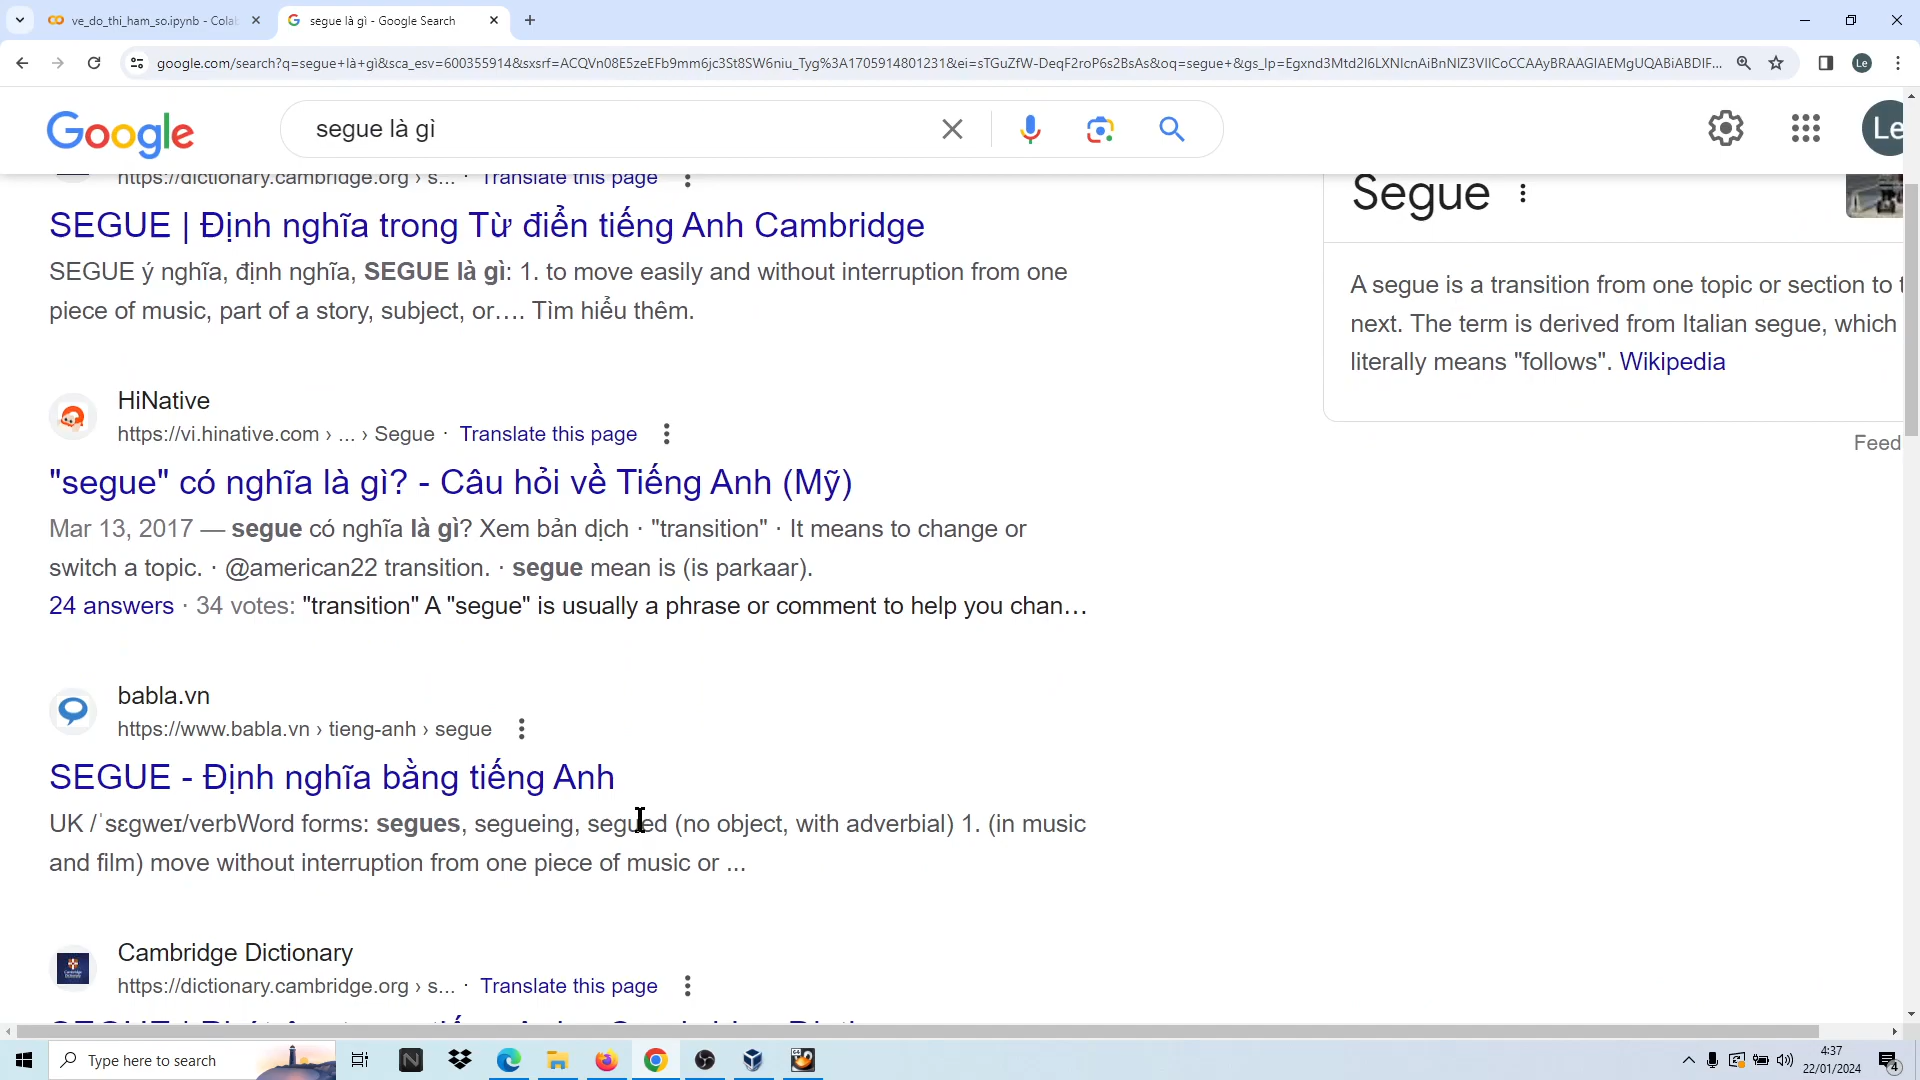 ve_do_thi_ham_so.ipynb - Colab
segue là gì - Google Search
google.com/search?q=segue+là+gì&sca_esv=600355914&sxsrf=ACQVn08E5zeEFb9mm6jc3St8SW6niu_Tyg%3A1705914801231&ei=sTGuZfW-DeqF2roP6s2BsAs&oq=segue+&gs_lp=Egxnd3Mtd2l6LXNlcnAiBnNlZ3VlICoCCAAyBRAAGIAEMgUQABiABDIF...
Le
Google
segue là gì
Le
https://dictionary.cambridge.org › s... · Translate this page
SEGUE | Định nghĩa trong Từ điển tiếng Anh Cambridge
SEGUE ý nghĩa, định nghĩa, SEGUE là gì: 1. to move easily and without interruption from one
piece of music, part of a story, subject, or.... Tìm hiểu thêm.
HiNative
https://vi.hinative.com › ... › Segue · Translate this page
"segue" có nghĩa là gì? - Câu hỏi về Tiếng Anh (Mỹ)
Mar 13, 2017 — segue có nghĩa là gì? Xem bản dịch · "transition" · It means to change or
switch a topic. · @american22 transition. · segue mean is (is parkaar).
24 answers · 34 votes: "transition" A "segue" is usually a phrase or comment to help you chan...
babla.vn
https://www.babla.vn › tieng-anh › segue
SEGUE - Định nghĩa bằng tiếng Anh
UK /ˈsɛɡweɪ/verbWord forms: segues, segueing, segued (no object, with adverbial) 1. (in music
and film) move without interruption from one piece of music or ...
Cambridge Dictionary
https://dictionary.cambridge.org › s... · Translate this page
Segue
A segue is a transition from one topic or section to
next. The term is derived from Italian segue, which
literally means "follows". Wikipedia
Feed
Type here to search
4:37
22/01/2024
4